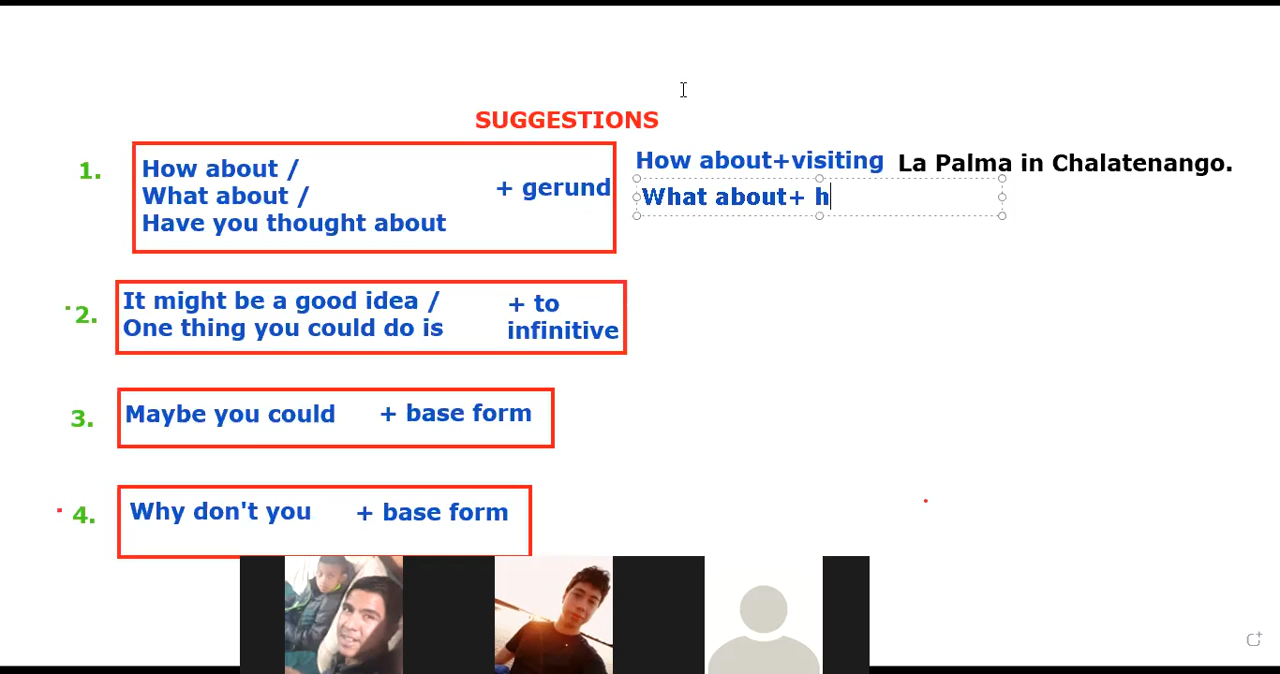 SUGGESTIONS
1.
How about /
What about /
Have you thought about
+ gerund
How about+visiting
La Palma in Chalatenango.
What about+ h
2.
It might be a good idea /
One thing you could do is
+ to
infinitive
3.
Maybe you could
+ base form
4.
Why don't you
+ base form